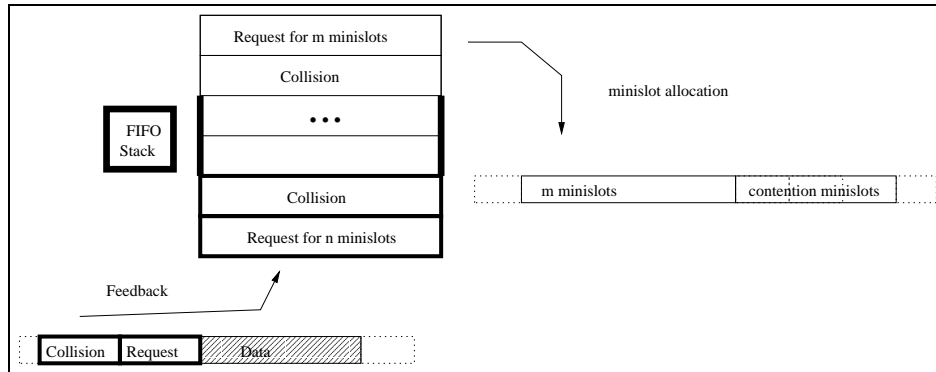 Request for m minislots
Collision
minislot allocation
•••
FIFO
Stack
Collision
m minislots
contention minislots
Request for n minislots
Feedback
Collision
Request
Data